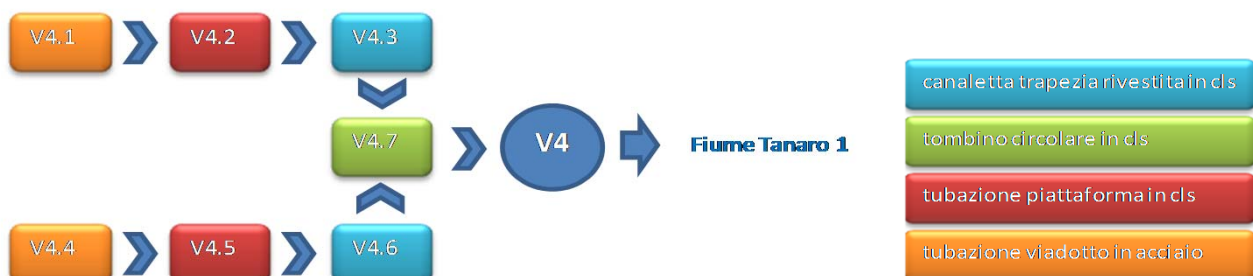 V4.1
V4.2
V4.3
V4.7
V4
Fiume Tanaro 1
V4.4
V4.5
V4.6
canaletta trapezia rivestita in cls
tombino circolare in cls
tubazione piattaforma in cls
tubazione viadotto in acciaio